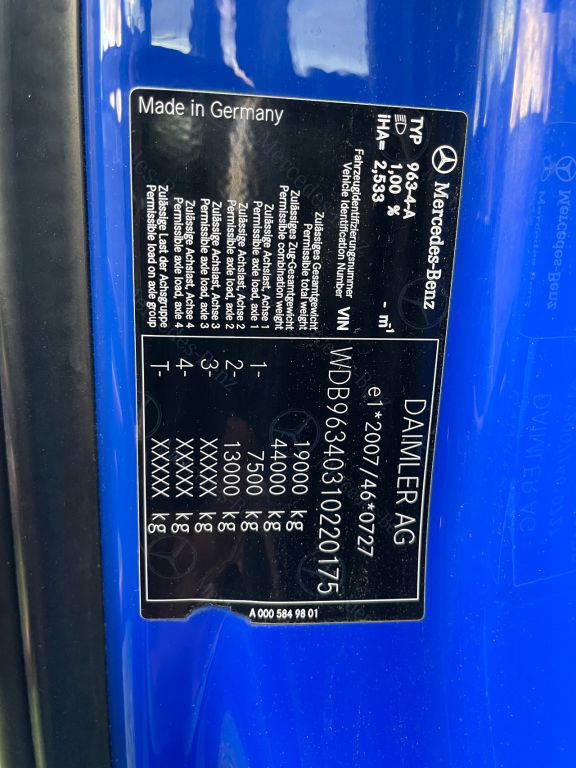 Mercedes-Benz
TYP 963-4-A
1,00 % - m⁻¹
iHA= 2,533
DAIMLER AG
e1*2007/46*0727
Fahrzeugidentifizierungsnummer
Vehicle Identification Number VIN WDB96340310220175
Zulässiges Gesamtgewicht
Permissible total weight 19000 kg
Zulässiges Zug-Gesamtgewicht
Permissible combination weight 44000 kg
Zulässige Achslast, Achse 1
Permissible axle load, axle 1 1- 7500 kg
Zulässige Achslast, Achse 2
Permissible axle load, axle 2 2- 13000 kg
Zulässige Achslast, Achse 3
Permissible axle load, axle 3 3- XXXXX kg
Zulässige Achslast, Achse 4
Permissible axle load, axle 4 4- XXXXX kg
Zulässige Last der Achsgruppe
Permissible load on axle group T- XXXXX kg
Made in Germany
A 000 584 98 01